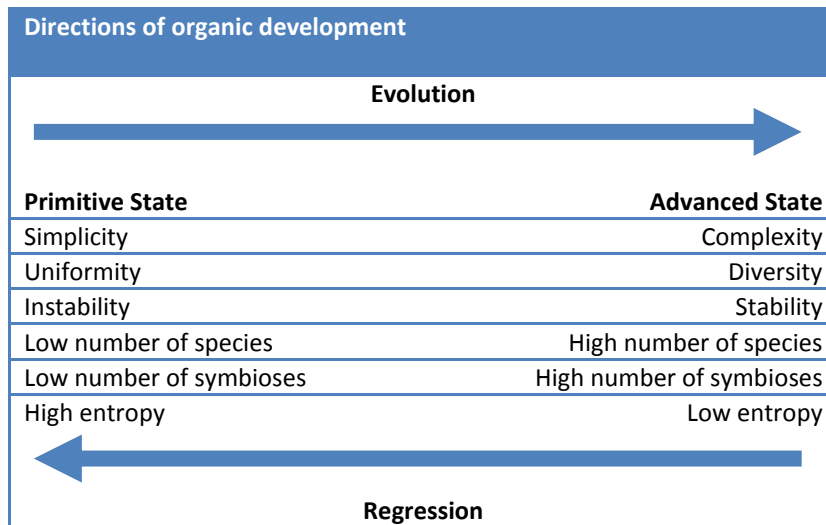 Directions of organic development
Evolution
Primitive State Advanced State
Simplicity Complexity
Uniformity Diversity
Instability Stability
Low number of species High number of species
Low number of symbioses High number of symbioses
High entropy Low entropy
Regression